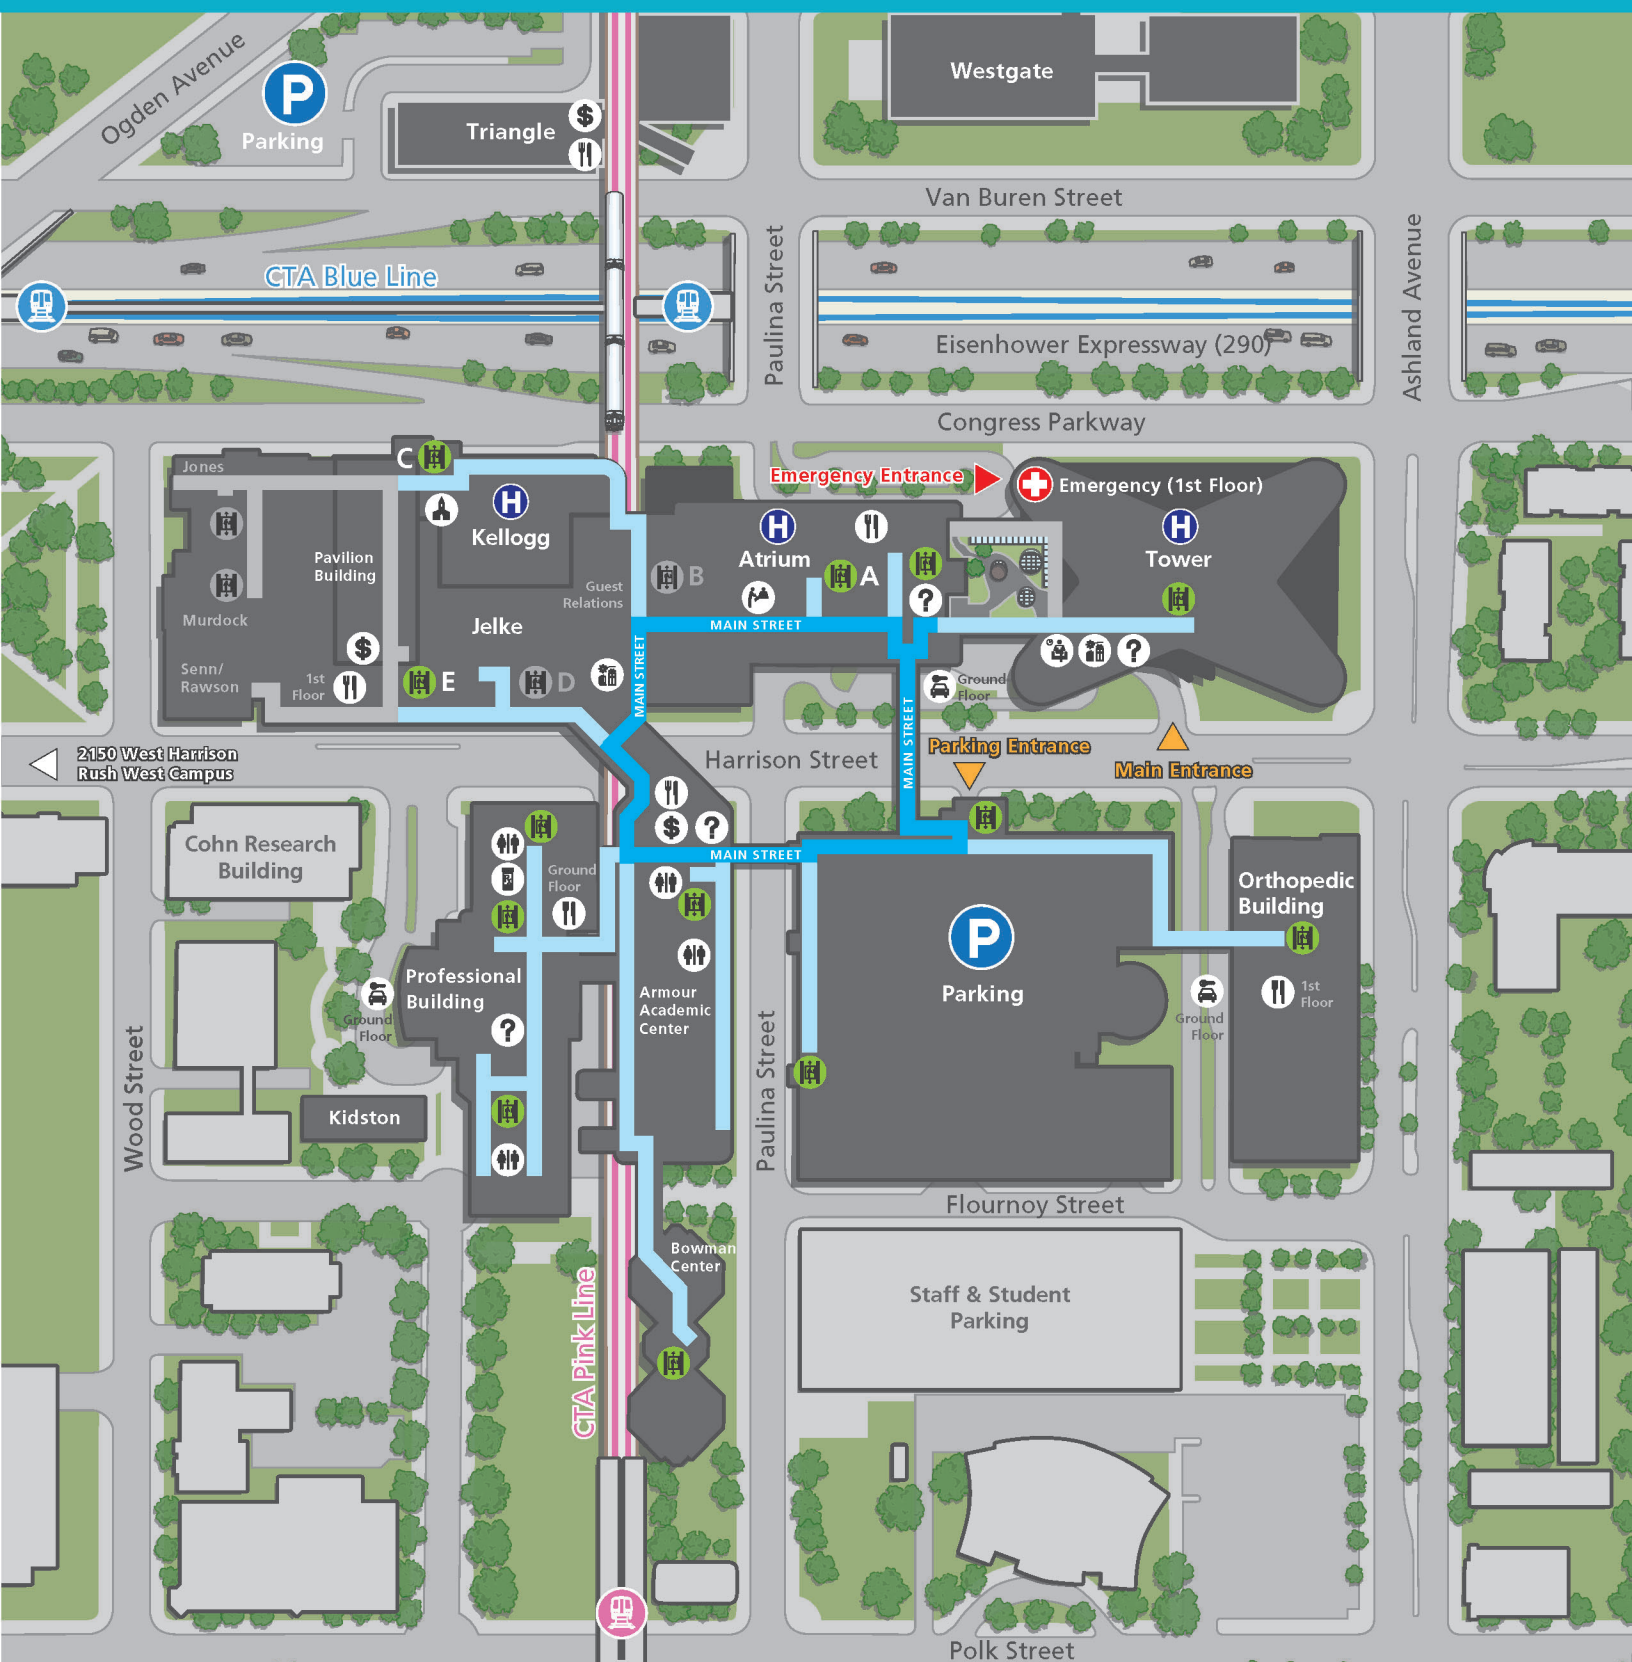 Ogden Avenue
P
Parking
Triangle
$
Westgate
Van Buren Street
CTA Blue Line
Paulina Street
Ashland Avenue
Eisenhower Expressway (290)
Congress Parkway
Jones
C
H
Kellogg
Emergency Entrance
Emergency (1st Floor)
H
Atrium
H
Tower
Pavilion
Building
Guest
Relations
B
A
?
Murdock
Jelke
MAIN STREET
$
Senn/
Rawson
1st
Floor
E
D
MAIN STREET
?
Ground
Floor
MAIN STREET
2150 West Harrison
Rush West Campus
Harrison Street
Parking Entrance
Main Entrance
$
?
Cohn Research
Building
MAIN STREET
Ground
Floor
Orthopedic
Building
P
Parking
Professional
Building
Armour
Academic
Center
1st
Floor
Ground
Floor
Ground
Floor
?
Wood Street
Kidston
Paulina Street
Flournoy Street
Bowman
Center
Staff & Student
Parking
CTA Pink Line
Polk Street